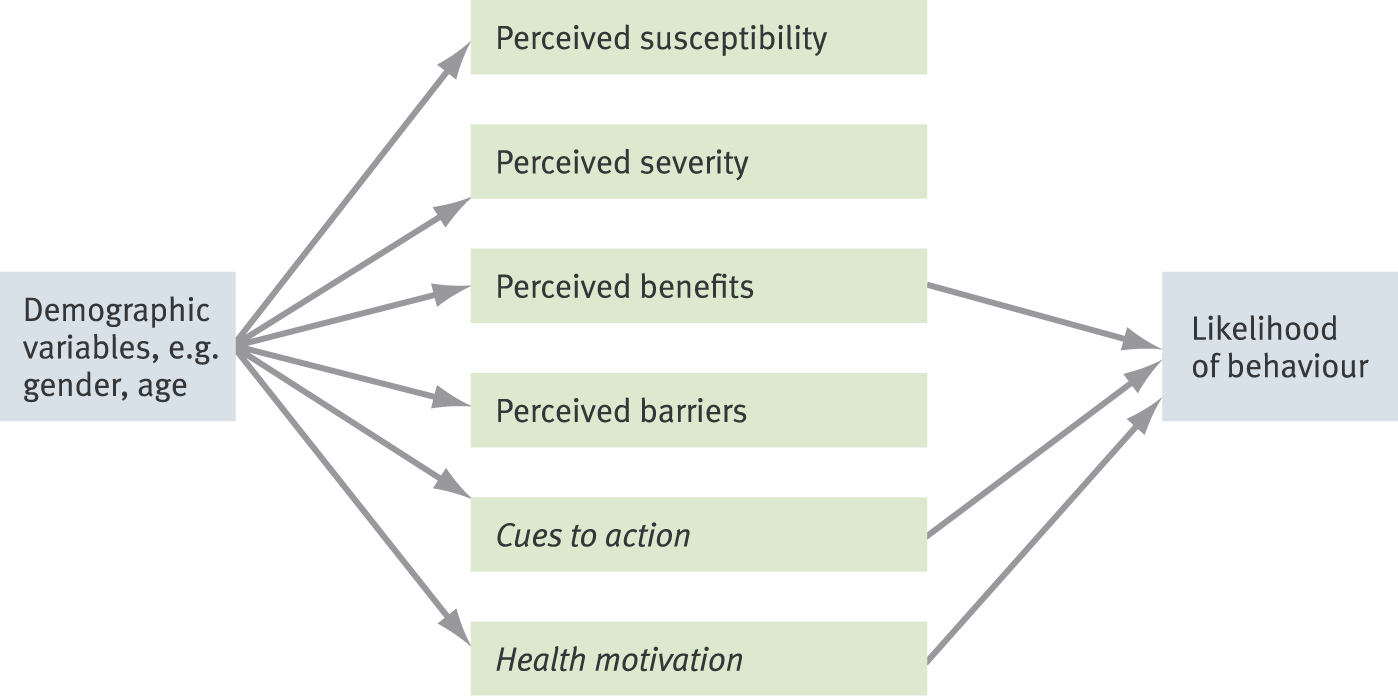 Perceived susceptibility
Perceived severity
Perceived benefits
Perceived barriers
Cues to action
Health motivation
Demographic
variables, e.g.
gender, age
Likelihood
of behaviour